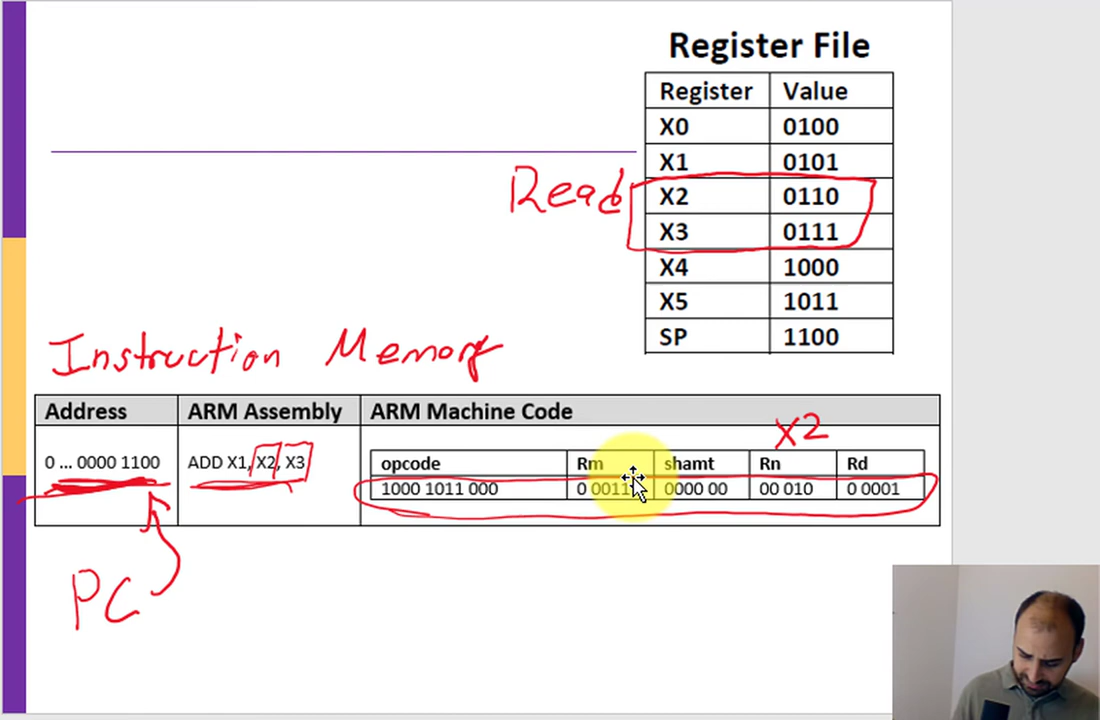 Register File
Register Value
X0 0100
X1 0101
Read
X2 0110
X3 0111
X4 1000
X5 1011
SP 1100
Instruction Memory
Address ARM Assembly ARM Machine Code
X2
opcode Rm shamt Rn Rd
0 ... 0000 1100 ADD X1, X2, X3
1000 1011 000 0 0011 0000 00 00 010 0 0001
PC